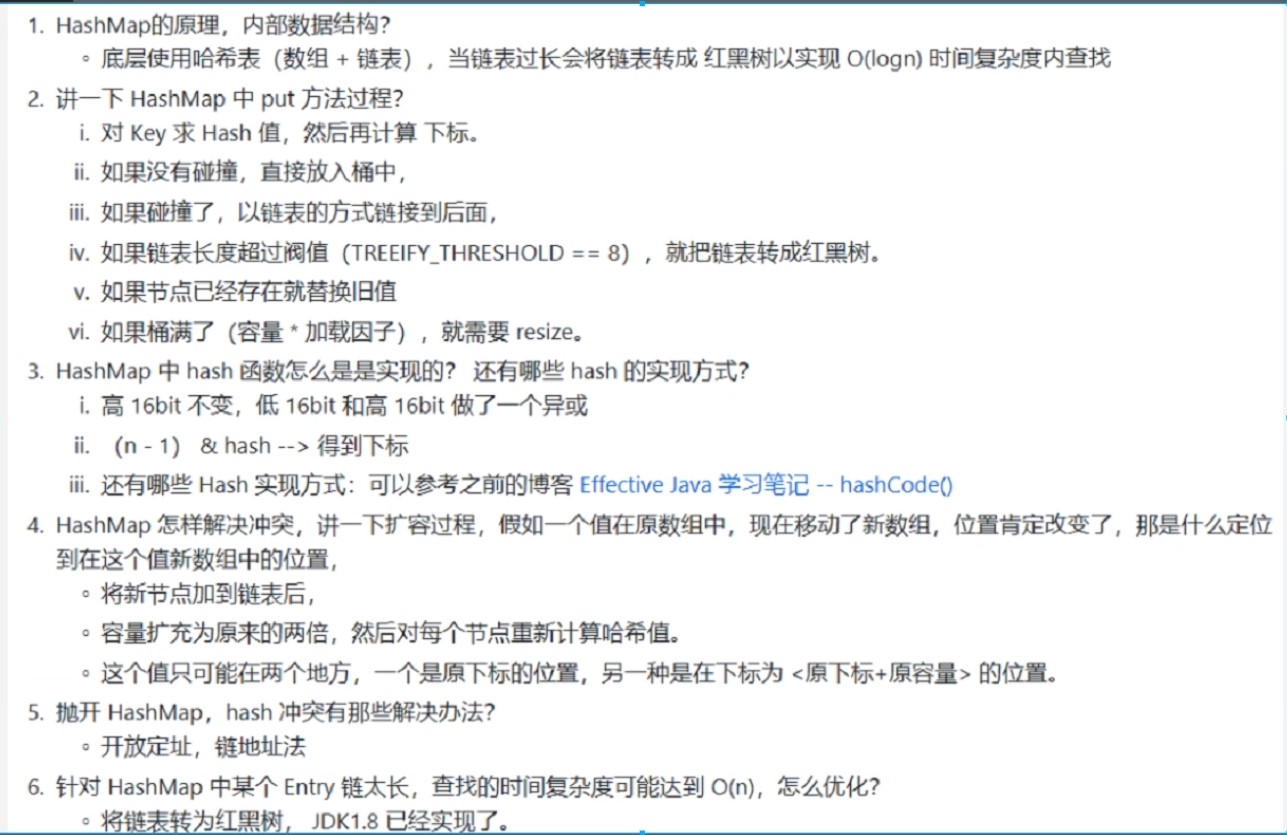 1. HashMap的原理，内部数据结构？
◦ 底层使用哈希表（数组 + 链表），当链表过长会将链表转成 红黑树以实现 O(logn) 时间复杂度内查找
2. 讲一下 HashMap 中 put 方法过程？
i. 对 Key 求 Hash 值，然后再计算 下标。
ii. 如果没有碰撞，直接放入桶中，
iii. 如果碰撞了，以链表的方式链接到后面，
iv. 如果链表长度超过阀值（TREEIFY_THRESHOLD == 8），就把链表转成红黑树。
v. 如果节点已经存在就替换旧值
vi. 如果桶满了（容量 * 加载因子），就需要 resize。
3. HashMap 中 hash 函数怎么是是实现的？ 还有哪些 hash 的实现方式？
i. 高 16bit 不变，低 16bit 和高 16bit 做了一个异或
ii. （n - 1） & hash --> 得到下标
iii. 还有哪些 Hash 实现方式：可以参考之前的博客 Effective Java 学习笔记 -- hashCode()
4. HashMap 怎样解决冲突，讲一下扩容过程，假如一个值在原数组中，现在移动了新数组，位置肯定改变了，那是什么定位
到在这个值新数组中的位置，
◦ 将新节点加到链表后，
◦ 容量扩充为原来的两倍，然后对每个节点重新计算哈希值。
◦ 这个值只可能在两个地方，一个是原下标的位置，另一种是在下标为 <原下标+原容量> 的位置。
5. 抛开 HashMap，hash 冲突有那些解决办法？
◦ 开放定址，链地址法
6. 针对 HashMap 中某个 Entry 链太长，查找的时间复杂度可能达到 O(n)，怎么优化？
◦ 将链表转为红黑树， JDK1.8 已经实现了。